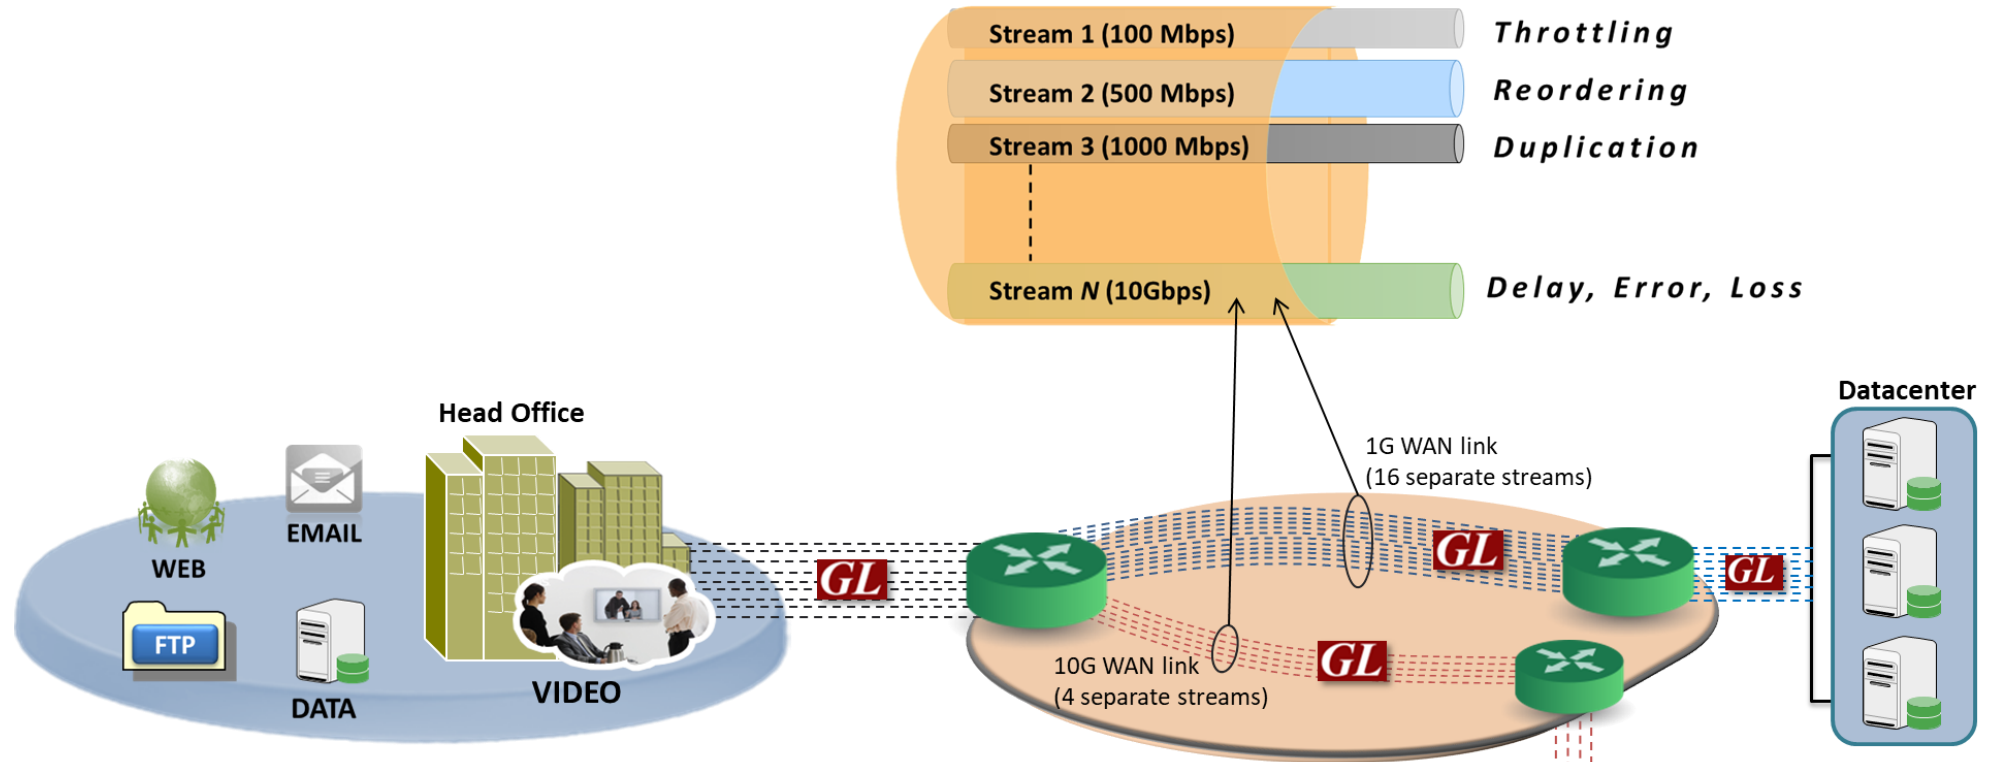 Stream 1 (100 Mbps)
Throttling
Stream 2 (500 Mbps)
Reordering
Stream 3 (1000 Mbps)
Duplication
Stream N (10Gbps)
Delay, Error, Loss
Head Office
WEB
EMAIL
FTP
DATA
VIDEO
GL
1G WAN link
(16 separate streams)
GL
10G WAN link
(4 separate streams)
GL
GL
Datacenter